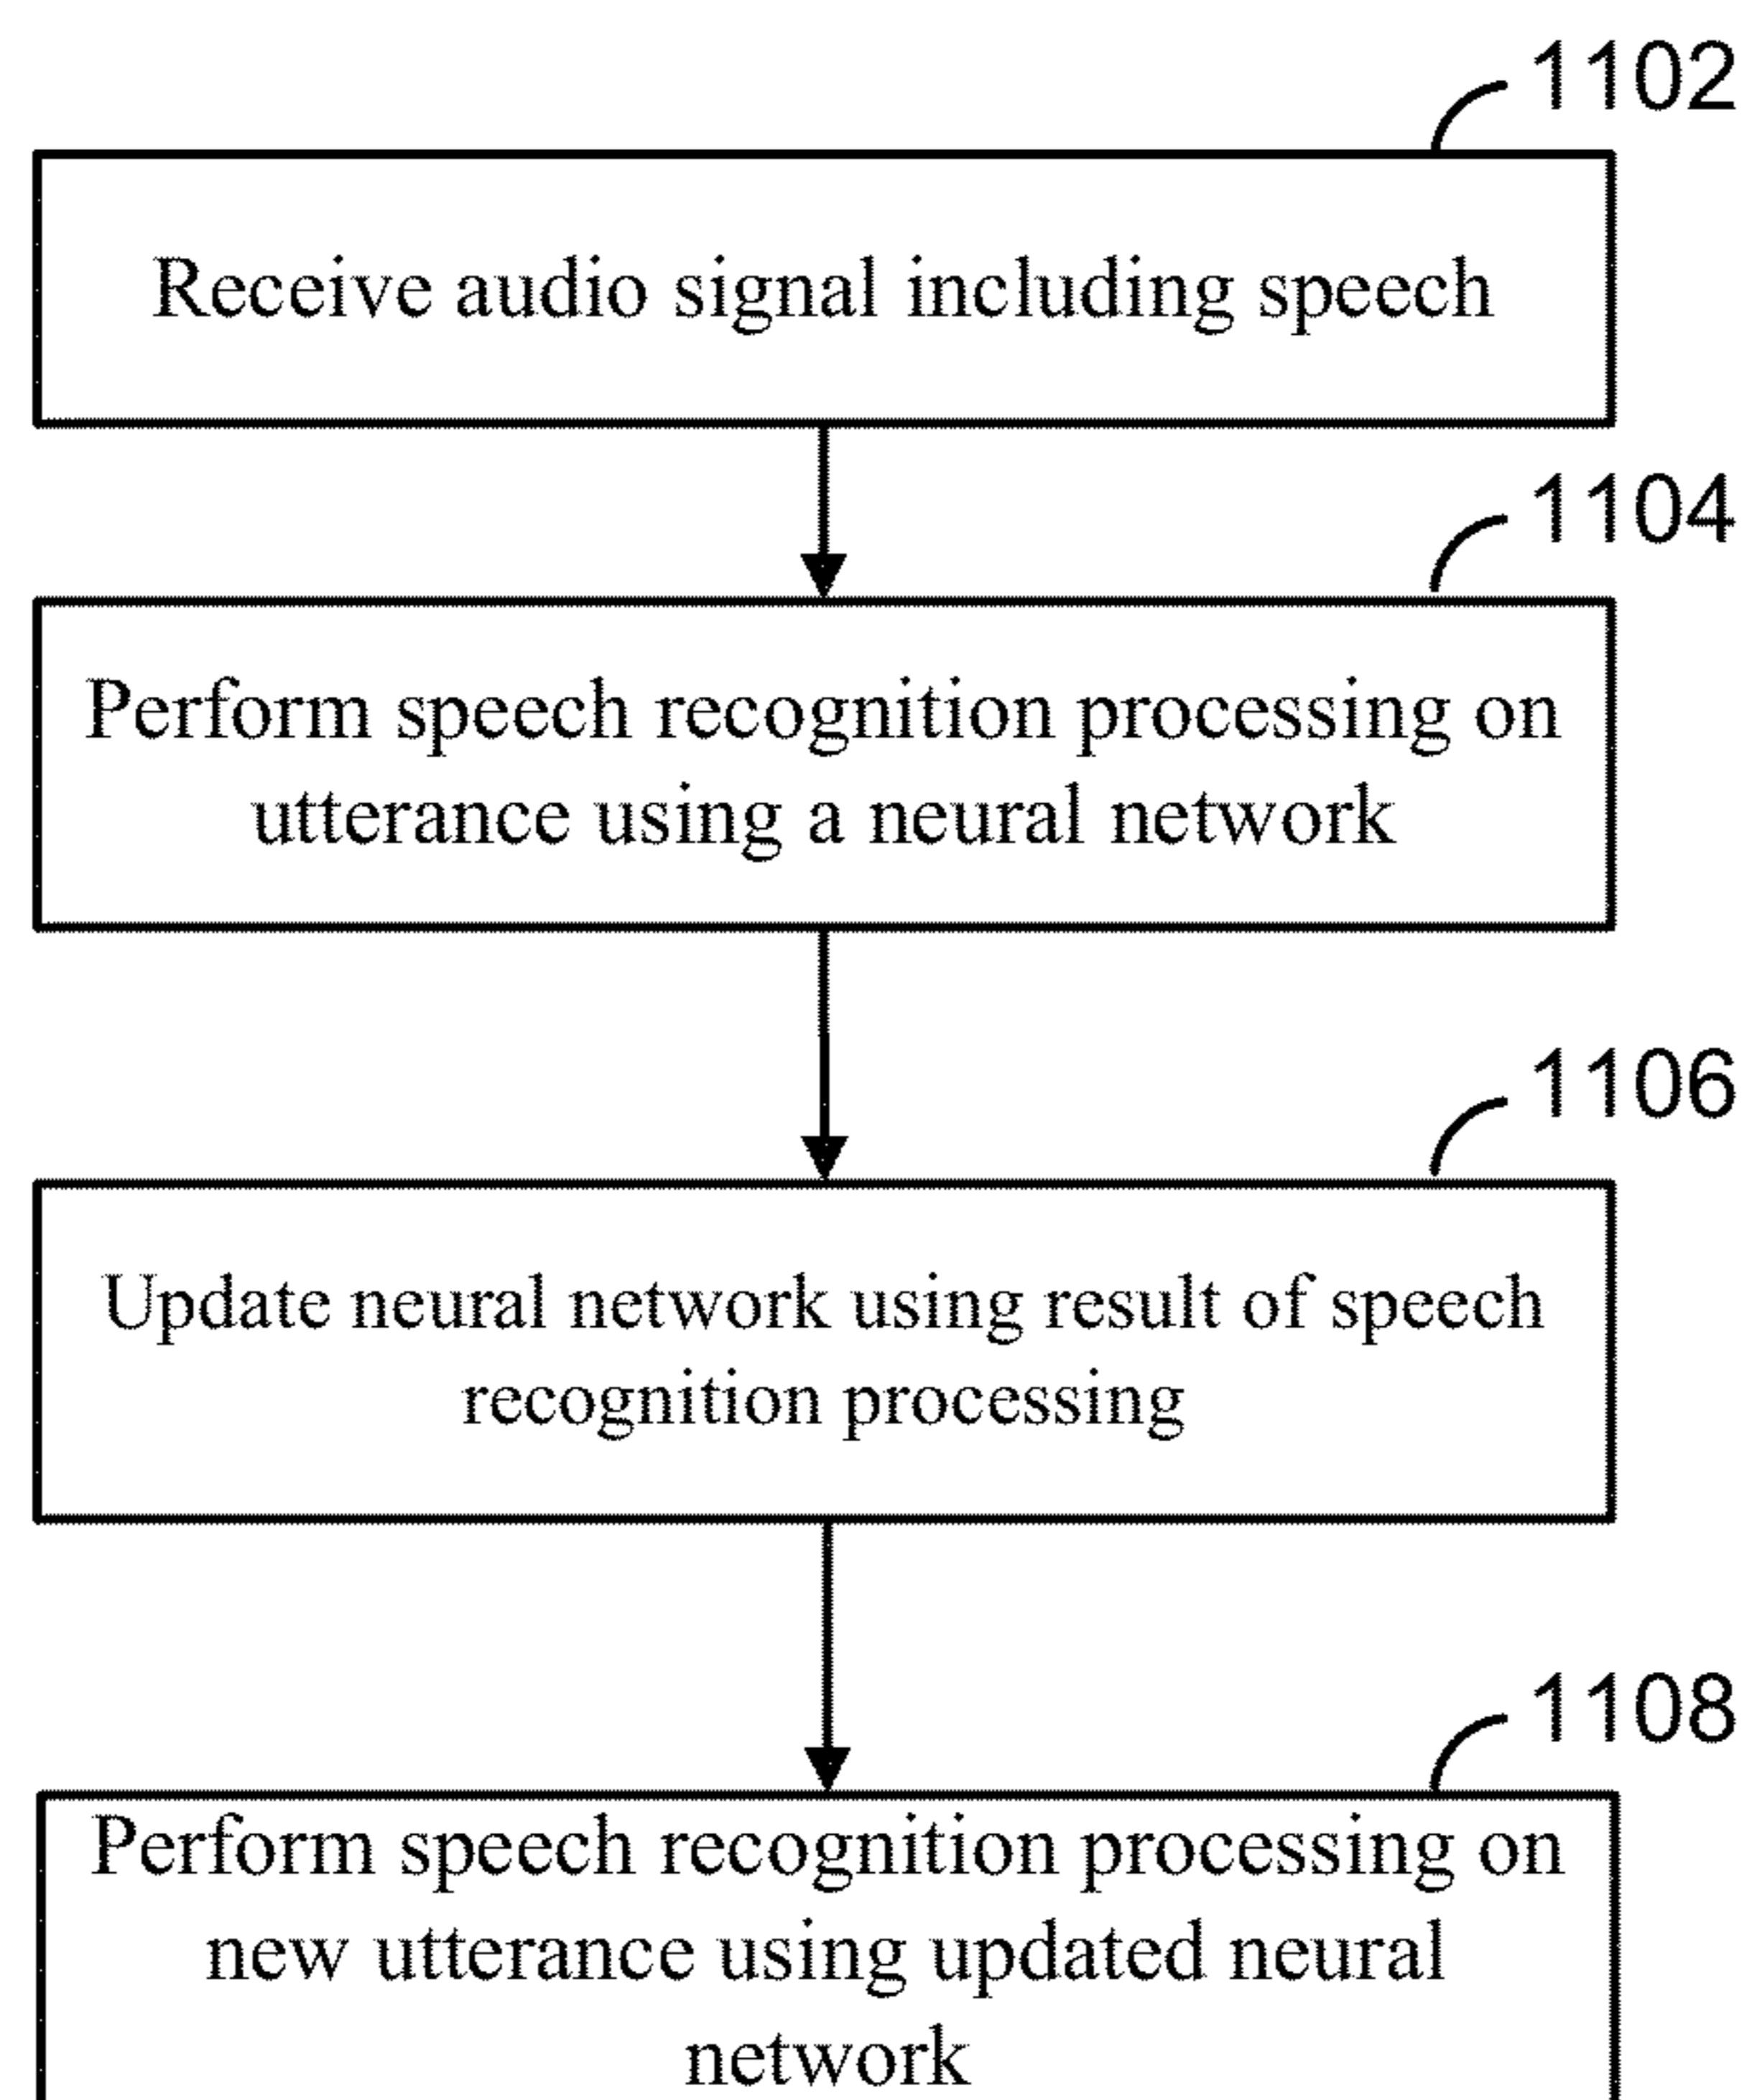 1102
Receive audio signal including speech
1104
Perform speech recognition processing on
utterance using a neural network
1106
Update neural network using result of speech
recognition processing
1108
Perform speech recognition processing on
new utterance using updated neural
network